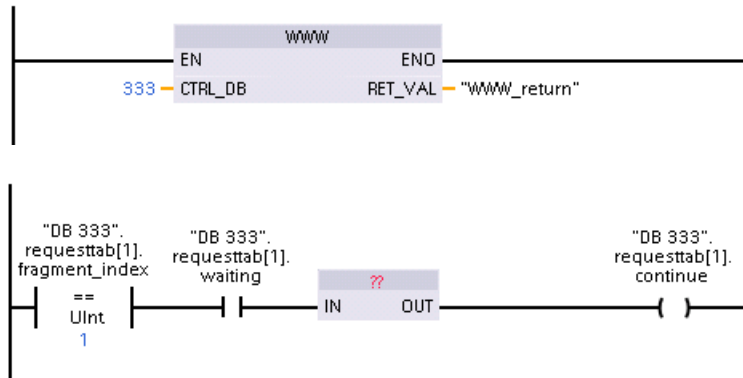 WWW
EN ENO
333 CTRL_DB RET_VAL "WWW_return"
"DB 333".
requesttab[1].
fragment_index
==
UInt
1
"DB 333".
requesttab[1].
waiting
??
IN OUT
"DB 333".
requesttab[1].
continue